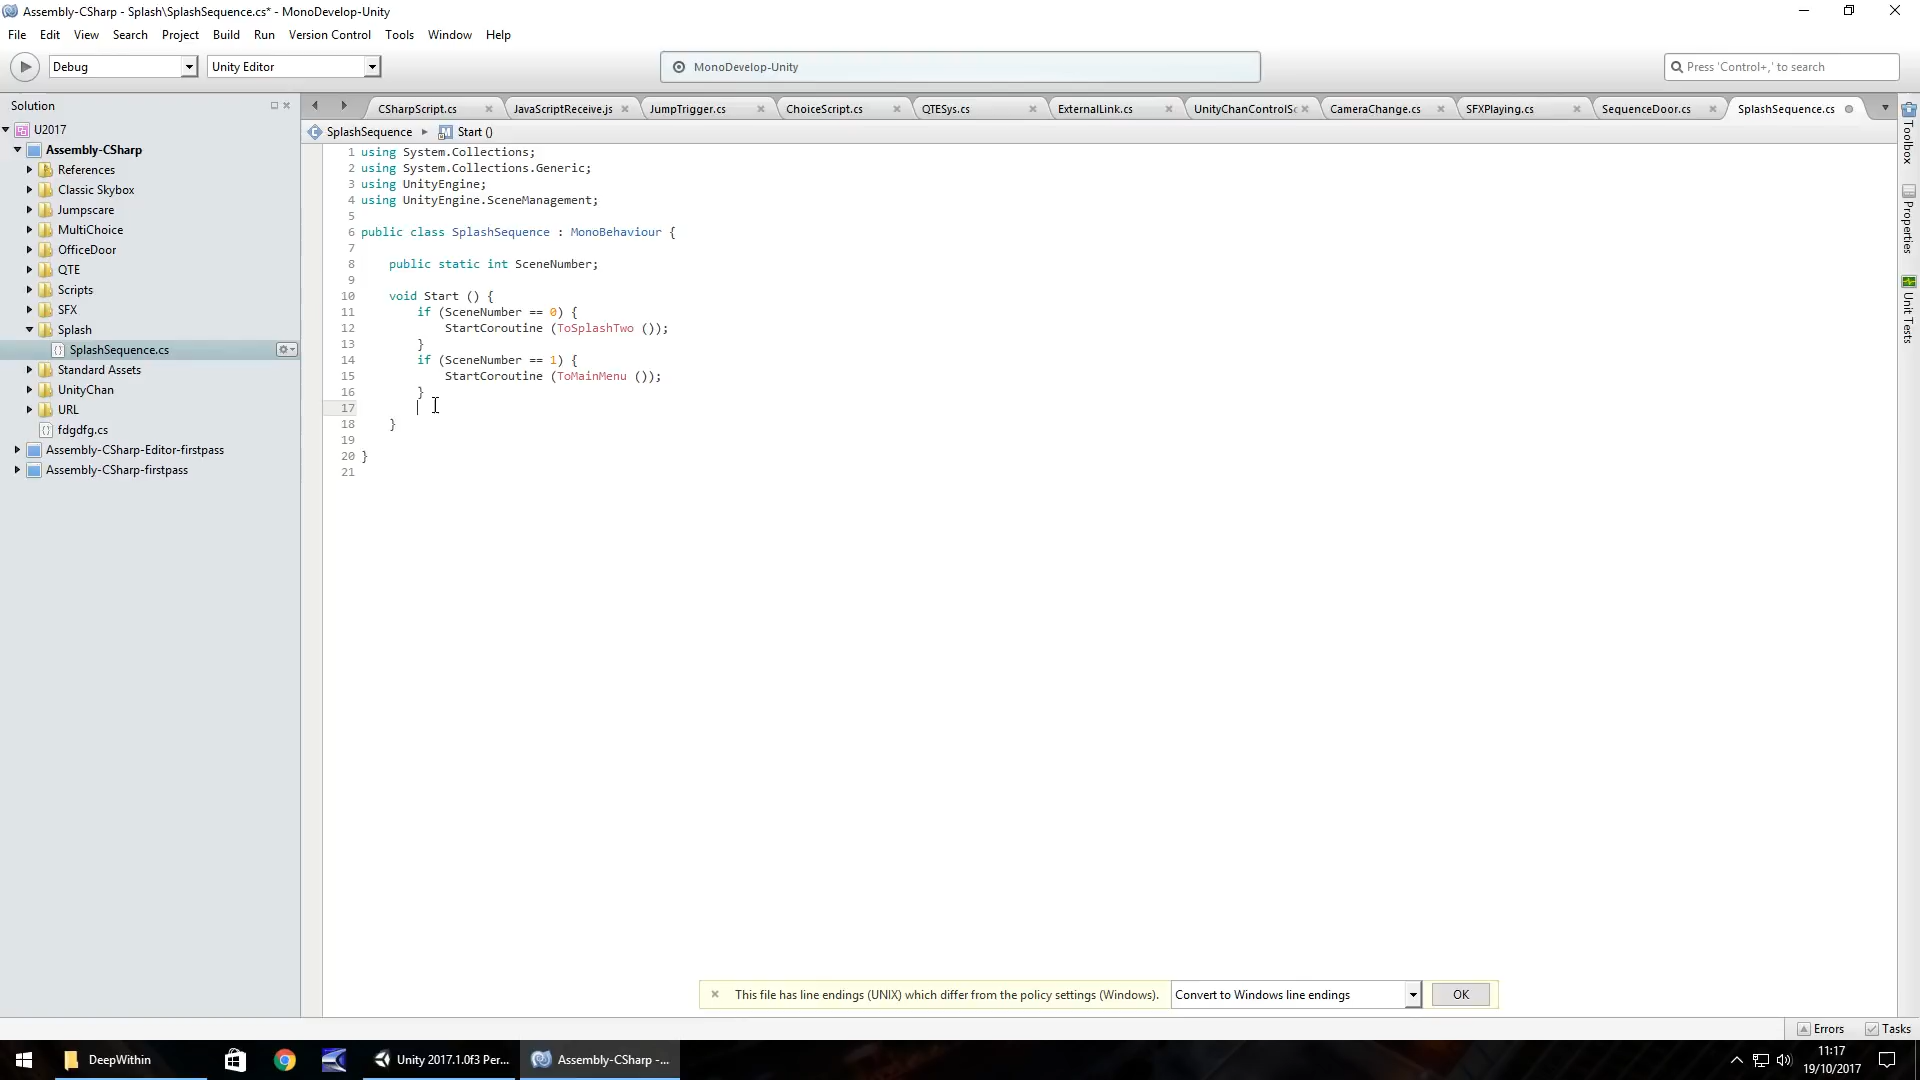 Assembly-CSharp - Splash\SplashSequence.cs* - MonoDevelop-Unity
File Edit View Search Project Build Run Version Control Tools Window Help
Debug Unity Editor MonoDevelop-Unity Press 'Control+,' to search
Solution
CSharpScript.cs JavaScriptReceive.js JumpTrigger.cs ChoiceScript.cs QTESys.cs ExternalLink.cs UnityChanControlSc CameraChange.cs SFXPlaying.cs SequenceDoor.cs SplashSequence.cs
SplashSequence Start ()
U2017
Assembly-CSharp
References
Classic Skybox
Jumpscare
MultiChoice
OfficeDoor
QTE
Scripts
SFX
Splash
SplashSequence.cs
Standard Assets
UnityChan
URL
fdgdfg.cs
Assembly-CSharp-Editor-firstpass
Assembly-CSharp-firstpass
1 using System.Collections;
2 using System.Collections.Generic;
3 using UnityEngine;
4 using UnityEngine.SceneManagement;
5
6 public class SplashSequence : MonoBehaviour {
7
8 public static int SceneNumber;
9
10 void Start () {
11 if (SceneNumber == 0) {
12 StartCoroutine (ToSplashTwo ());
13 }
14 if (SceneNumber == 1) {
15 StartCoroutine (ToMainMenu ());
16 }
17
18 }
19
20 }
21
Toolbox
Properties
Unit Tests
This file has line endings (UNIX) which differ from the policy settings (Windows). Convert to Windows line endings OK
Errors Tasks
DeepWithin Unity 2017.1.0f3 Per... Assembly-CSharp -...
11:17
19/10/2017